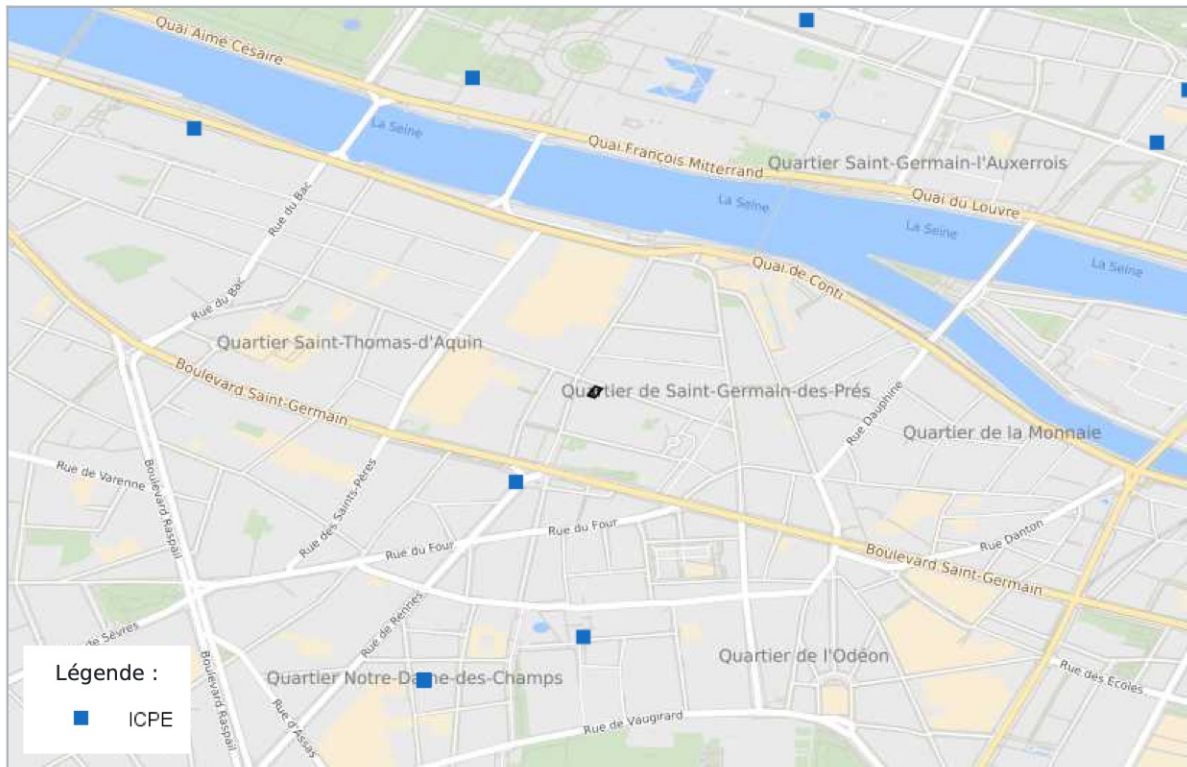 Quai Aimé Césaire
La Seine
Quai François Mitterrand
Quartier Saint-Germain-l'Auxerrois
Rue du Bac
La Seine
Quai du Louvre
La Seine
La Seine
Rue du Bac
Quai de Conti
Quartier Saint-Thomas-d'Aquin
Boulevard Saint-Germain
Quartier de Saint-Germain-des-Prés
Rue Dauphine
Quartier de la Monnaie
Rue de Varenne
Boulevard Raspail
Rue des Saints-Pères
Rue du Four
Rue du Four
Rue Danton
Boulevard Saint-Germain
Rue de Rennes
de Sèvres
Quartier de l'Odéon
Rue des Écoles
Légende :
Boulevard Raspail
Quartier Notre-Dame-des-Champs
Rue d'Assas
Rue de Vaugirard
ICPE